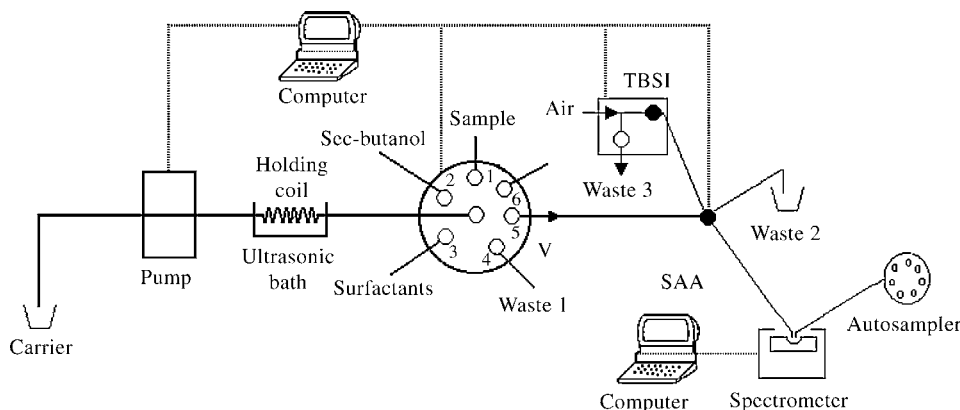 Computer
TBSI
Air
Sample
Sec-butanol
Holding
coil
1
2
6
5
3
4
Waste 3
Waste 2
V
Pump
Ultrasonic
bath
Surfactants
Waste 1
SAA
Carrier
Autosampler
Computer
Spectrometer